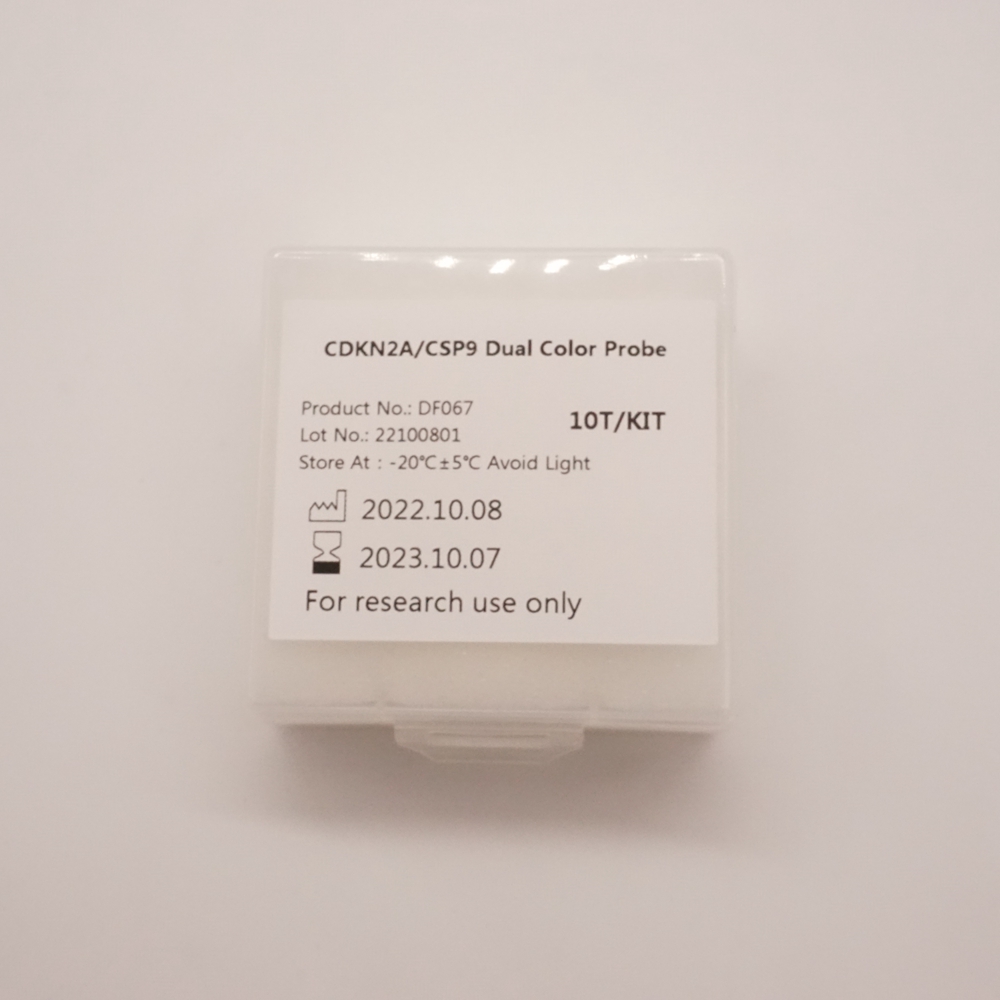 CDKN2A/CSP9 Dual Color Probe
Product No.: DF067
10T/KIT
Lot No.: 22100801
Store At : -20℃±5℃ Avoid Light
2022.10.08
2023.10.07
For research use only